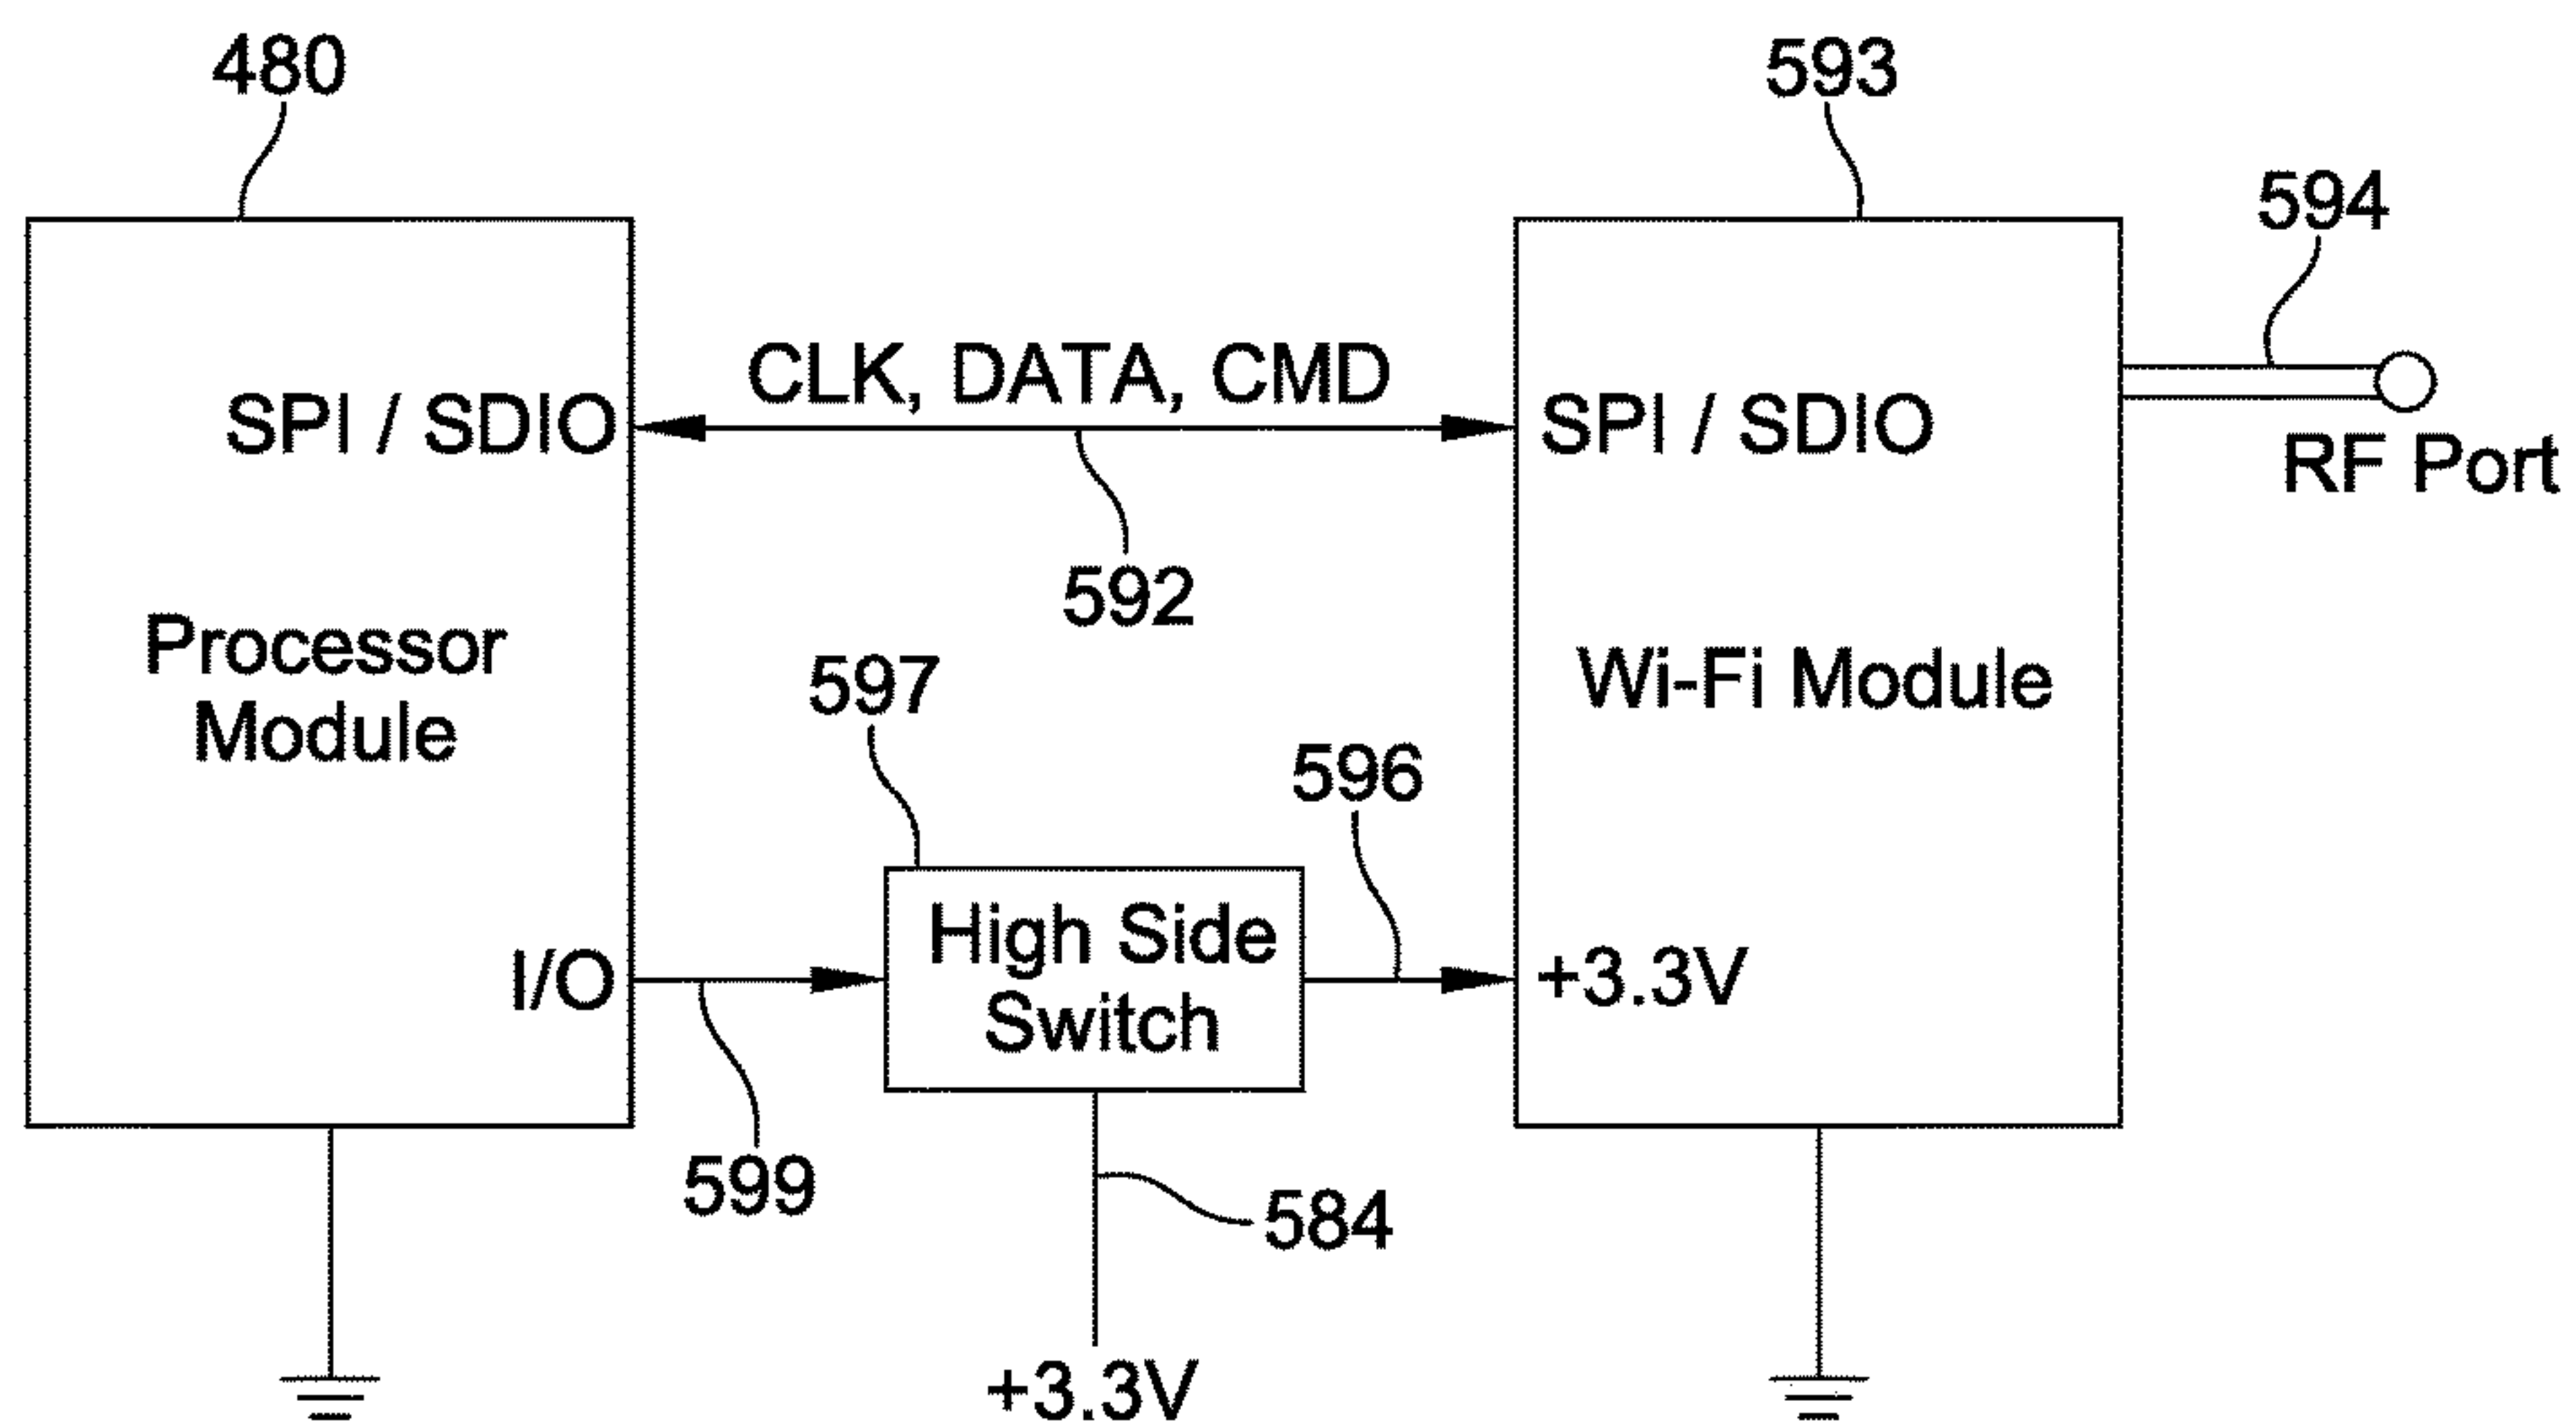 480
593
594
CLK, DATA, CMD
SPI / SDIO
SPI / SDIO
RF Port
592
Processor
Module
Wi-Fi Module
597
596
High Side
Switch
I/O
+3.3V
599
584
+3.3V